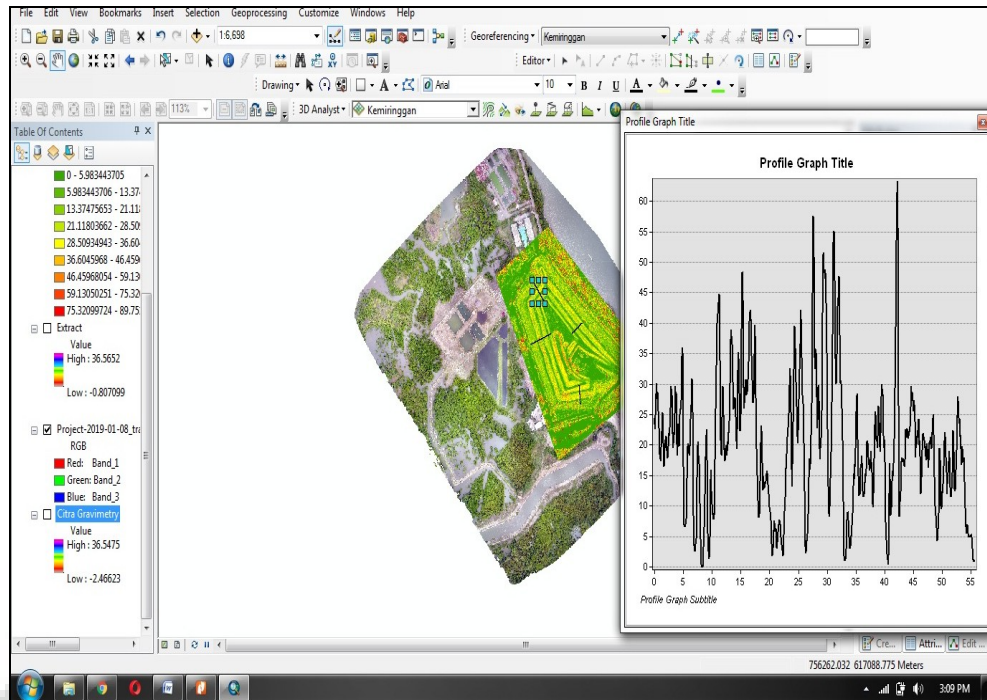 File Edit View Bookmarks Insert Selection Geoprocessing Customize Windows Help
1:6,698 Georeferencing Kemiringgan
Editor
Drawing A Arial 10 B I U A
113% 3D Analyst Kemiringgan
Table Of Contents
0 - 5.983443705
5.983443706 - 13.37
13.37475653 - 21.11
21.11803662 - 28.50
28.50934943 - 36.60
36.6045968 - 46.459
46.45968054 - 59.13
59.13050251 - 75.32
75.32099724 - 89.75
Extract
Value
High : 36.5652
Low : -0.807099
Project-2019-01-08_tra
RGB
Red: Band_1
Green: Band_2
Blue: Band_3
Citra Gravimetry
Value
High : 36.5475
Low : -2.46623
Profile Graph Title
Profile Graph Title
60
55
50
45
40
35
30
25
20
15
10
5
0
0 5 10 15 20 25 30 35 40 45 50 55
Profile Graph Subtitle
Cre... Attri... Edit ...
756262.032 617088.775 Meters
3:09 PM